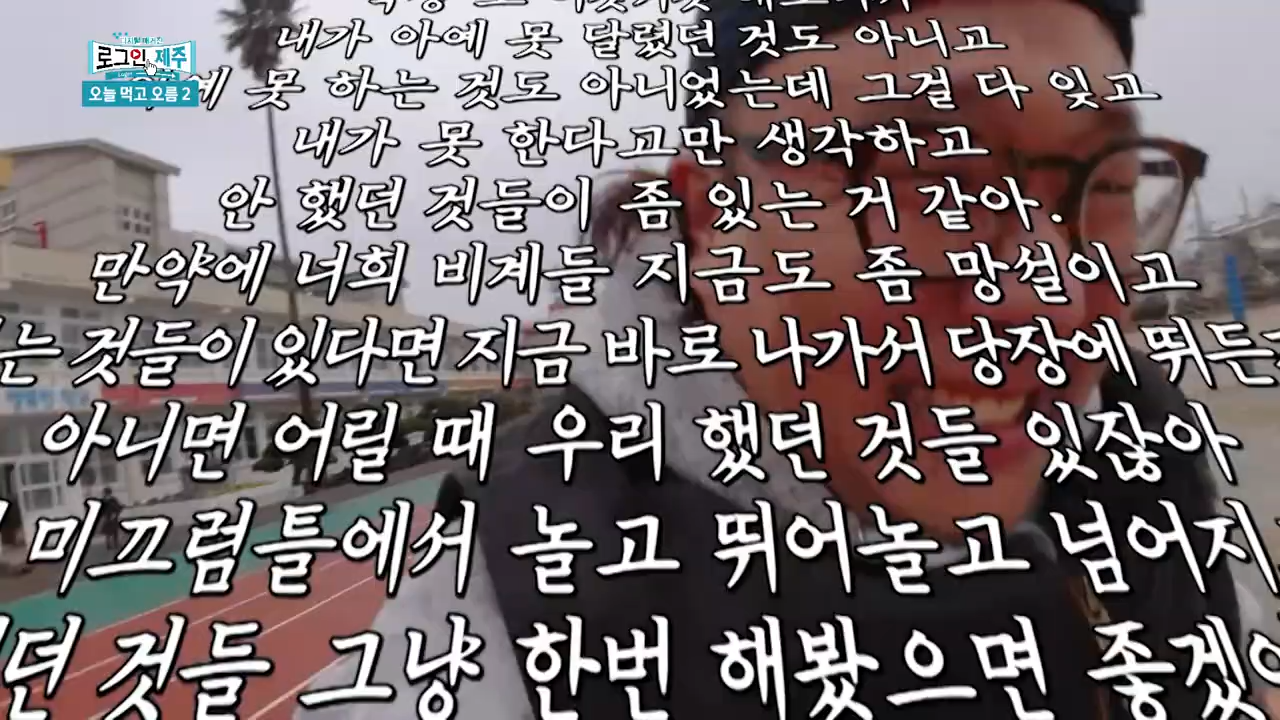 디지털 매거진
로그인 제주
오늘 먹고 오름 2
내가 아예 못 달렸던 것도 아니고
못 하는 것도 아니었는데 그걸 다 잊고
내가 못 한다고만 생각하고
안 했던 것들이 좀 있는 거 같아.
만약에 너희 비계들 지금도 좀 망설이고
는 것들이 있다면 지금 바로 나가서 당장에 뛰든
아니면 어릴 때 우리 했던 것들 있잖아
미끄럼틀에서 놀고 뛰어놀고 넘어지
던 것들 그냥 한번 해봤으면 좋겠